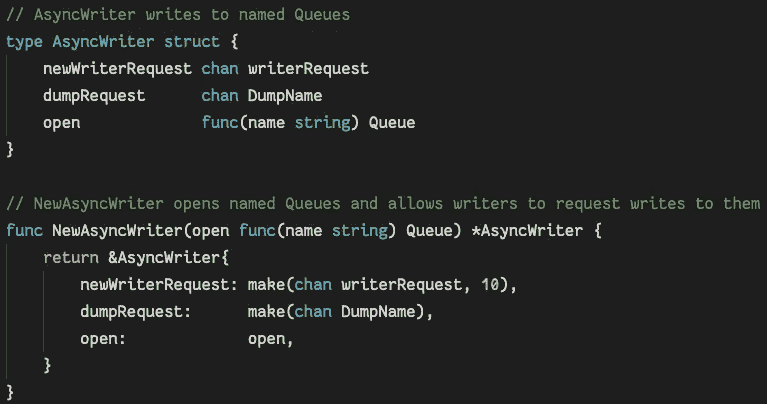 // AsyncWriter writes to named Queues
type AsyncWriter struct {
    newWriterRequest chan writerRequest
    dumpRequest      chan DumpName
    open             func(name string) Queue
}

// NewAsyncWriter opens named Queues and allows writers to request writes to them
func NewAsyncWriter(open func(name string) Queue) *AsyncWriter {
    return &AsyncWriter{
        newWriterRequest: make(chan writerRequest, 10),
        dumpRequest:      make(chan DumpName),
        open:             open,
    }
}